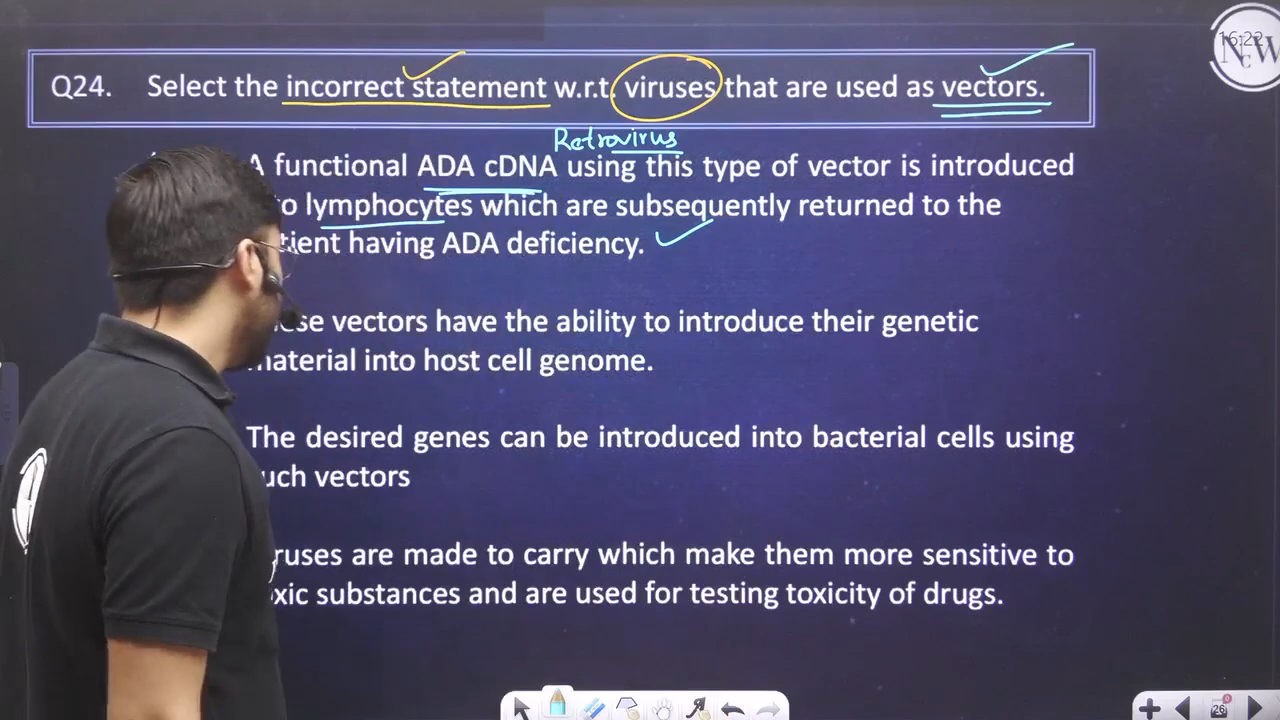 16:22
N W
C
Q24. Select the incorrect statement w.r.t. viruses that are used as vectors.
Retrovirus
A functional ADA cDNA using this type of vector is introduced
to lymphocytes which are subsequently returned to the
tient having ADA deficiency.
ese vectors have the ability to introduce their genetic
material into host cell genome.
The desired genes can be introduced into bacterial cells using
uch vectors
ruses are made to carry which make them more sensitive to
oxic substances and are used for testing toxicity of drugs.
26